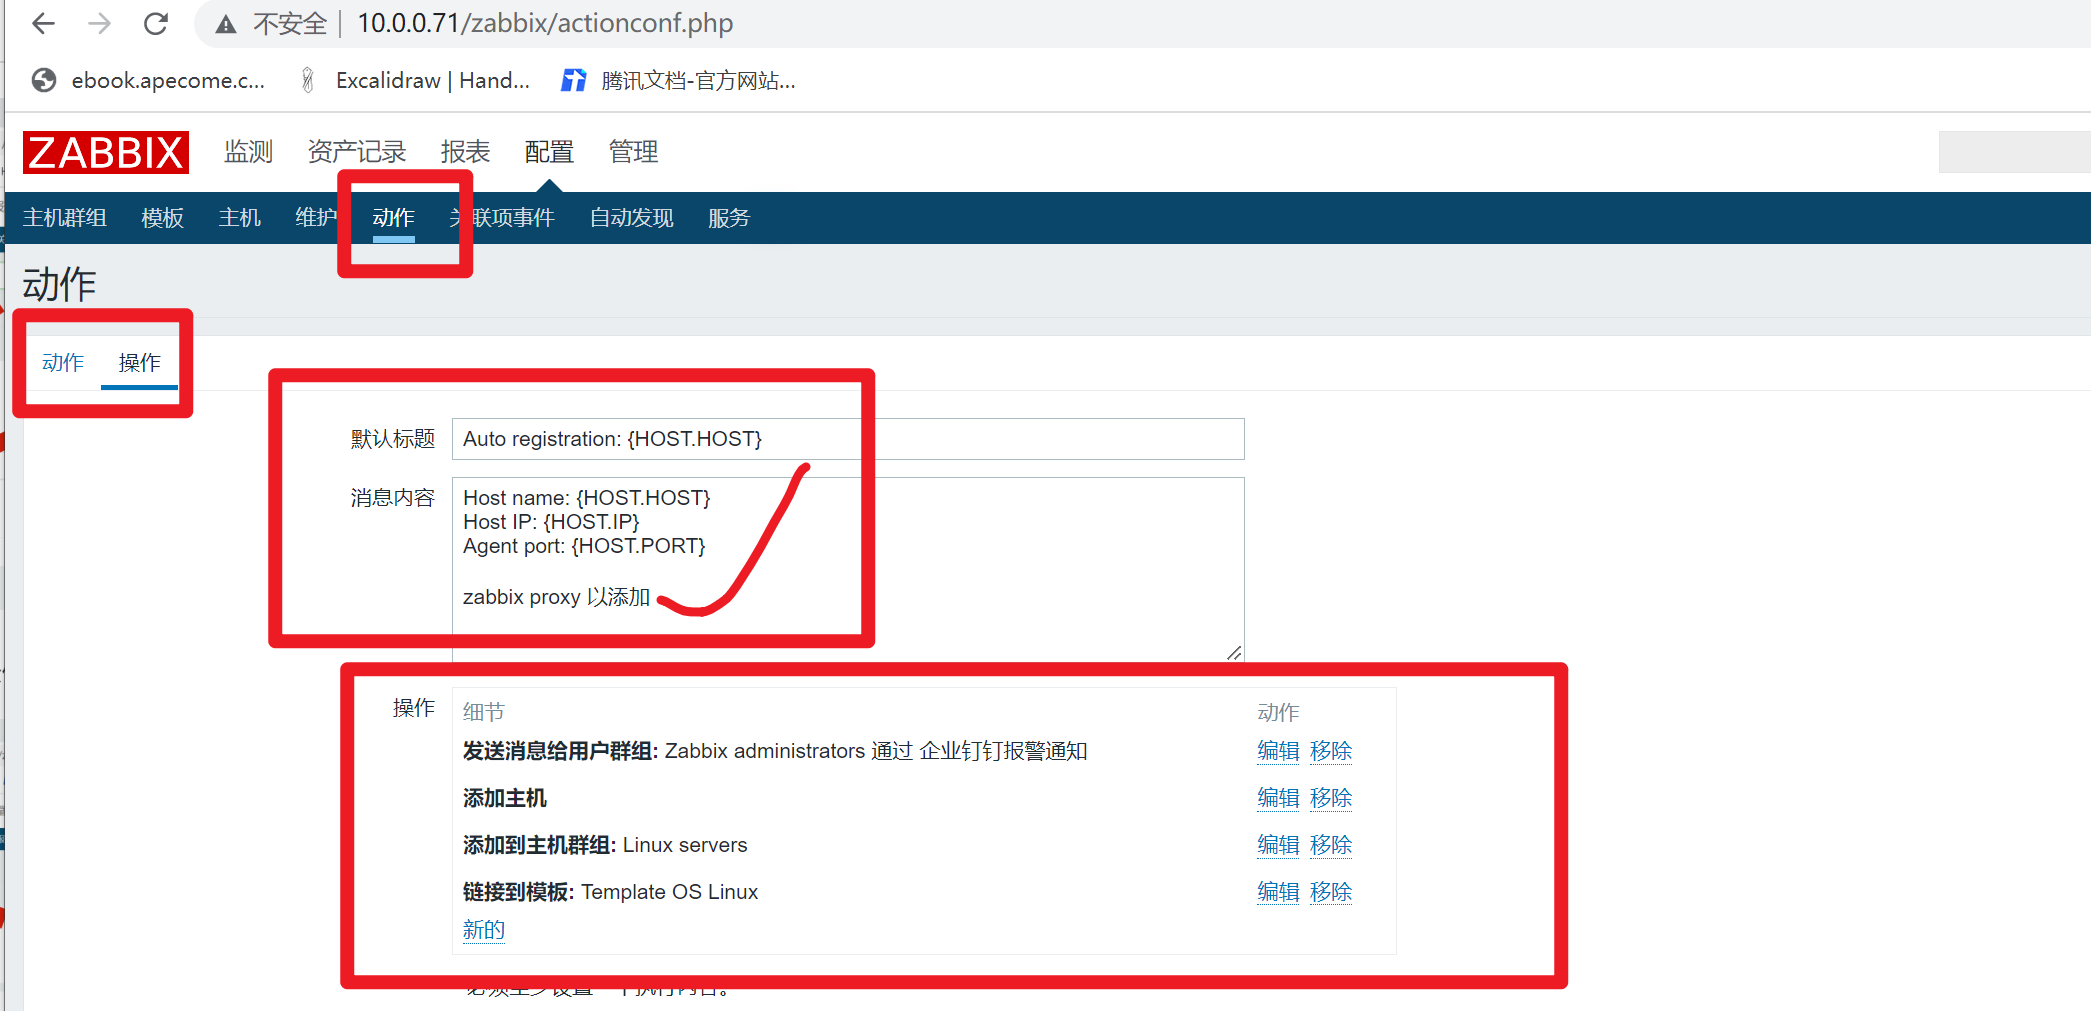 不安全 | 10.0.0.71/zabbix/actionconf.php
ebook.apecome.c... Excalidraw | Hand... 腾讯文档-官方网站...
ZABBIX 监测 资产记录 报表 配置 管理
主机群组 模板 主机 维护 动作 关联项事件 自动发现 服务
动作
动作 操作
默认标题 Auto registration: {HOST.HOST}
消息内容 Host name: {HOST.HOST}
Host IP: {HOST.IP}
Agent port: {HOST.PORT}
zabbix proxy 以添加
操作 细节 动作
发送消息给用户群组: Zabbix administrators 通过 企业钉钉报警通知 编辑 移除
添加主机 编辑 移除
添加到主机群组: Linux servers 编辑 移除
链接到模板: Template OS Linux 编辑 移除
新的